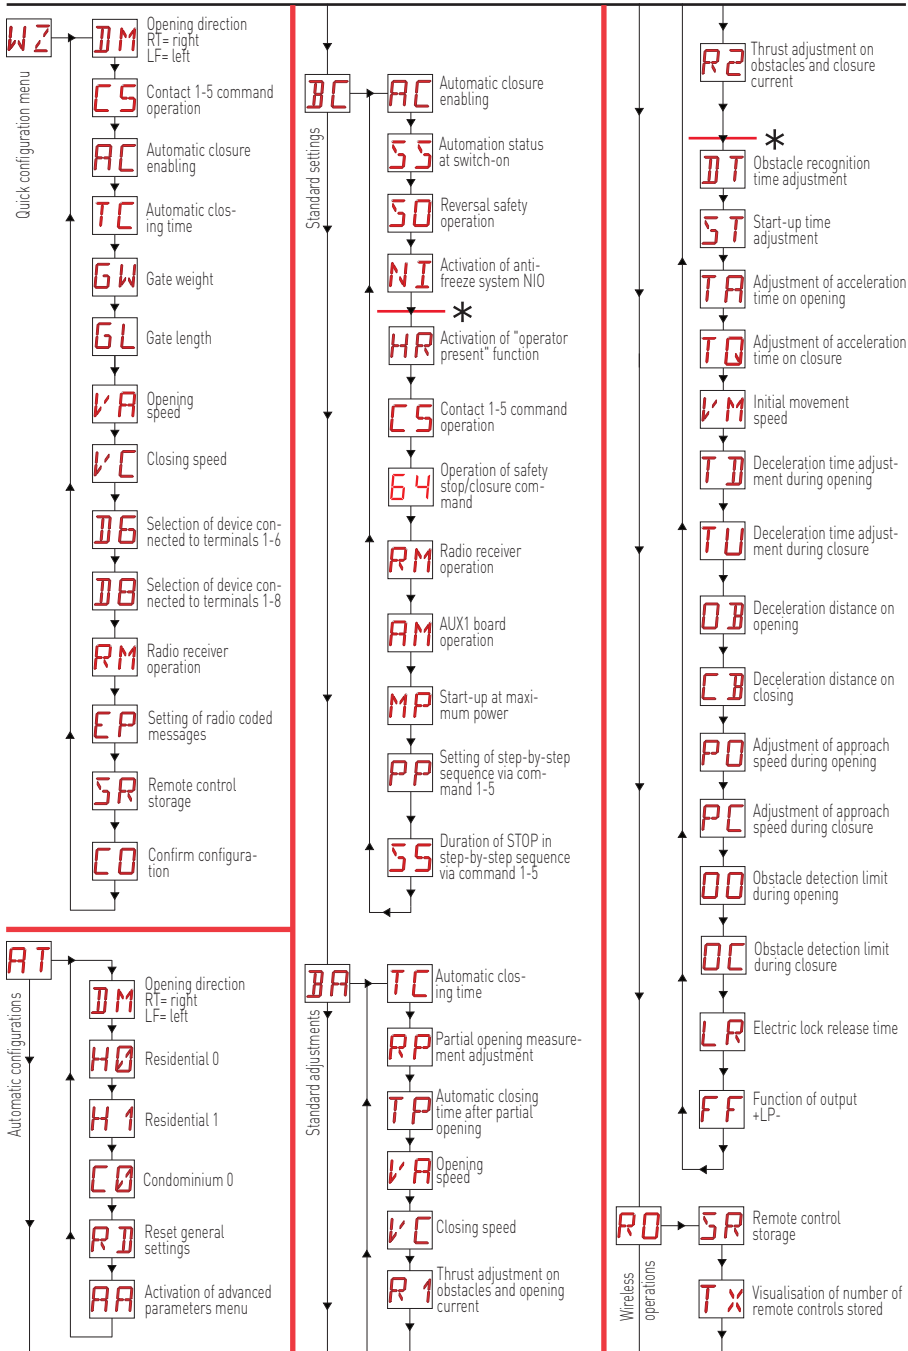 WZ
Quick configuration menu
DM
Opening direction
RT= right
LF= left
CS
Contact 1-5 command
operation
AC
Automatic closure
enabling
TC
Automatic clos-
ing time
GW
Gate weight
GL
Gate length
VA
Opening
speed
VC
Closing speed
D6
Selection of device con-
nected to terminals 1-6
D8
Selection of device con-
nected to terminals 1-8
RM
Radio receiver
operation
EP
Setting of radio coded
messages
SR
Remote control
storage
CO
Confirm configura-
tion
AT
Automatic configurations
DM
Opening direction
RT= right
LF= left
H0
Residential 0
H1
Residential 1
C0
Condominium 0
RD
Reset general
settings
AA
Activation of advanced
parameters menu
BC
Standard settings
AC
Automatic closure
enabling
SS
Automation status
at switch-on
SO
Reversal safety
operation
NI
Activation of anti-
freeze system NIO
*
HR
Activation of "operator
present" function
CS
Contact 1-5 command
operation
64
Operation of safety
stop/closure com-
mand
RM
Radio receiver
operation
AM
AUX1 board
operation
MP
Start-up at maxi-
mum power
PP
Setting of step-by-step
sequence via com-
mand 1-5
SS
Duration of STOP in
step-by-step sequence
via command 1-5
BA
Standard adjustments
TC
Automatic clos-
ing time
RP
Partial opening measure-
ment adjustment
TP
Automatic closing
time after partial
opening
VA
Opening
speed
VC
Closing speed
R1
Thrust adjustment on
obstacles and opening
current
R2
Thrust adjustment on
obstacles and closure
current
*
DT
Obstacle recognition
time adjustment
ST
Start-up time
adjustment
TA
Adjustment of acceleration
time on opening
TQ
Adjustment of acceleration
time on closure
VM
Initial movement
speed
TD
Deceleration time adjust-
ment during opening
TU
Deceleration time adjust-
ment during closure
OB
Deceleration distance on
opening
CB
Deceleration distance on
closing
PO
Adjustment of approach
speed during opening
PC
Adjustment of approach
speed during closure
OO
Obstacle detection limit
during opening
OC
Obstacle detection limit
during closure
LR
Electric lock release time
FF
Function of output
+LP-
RO
Wireless
operations
SR
Remote control
storage
TX
Visualisation of number of
remote controls stored